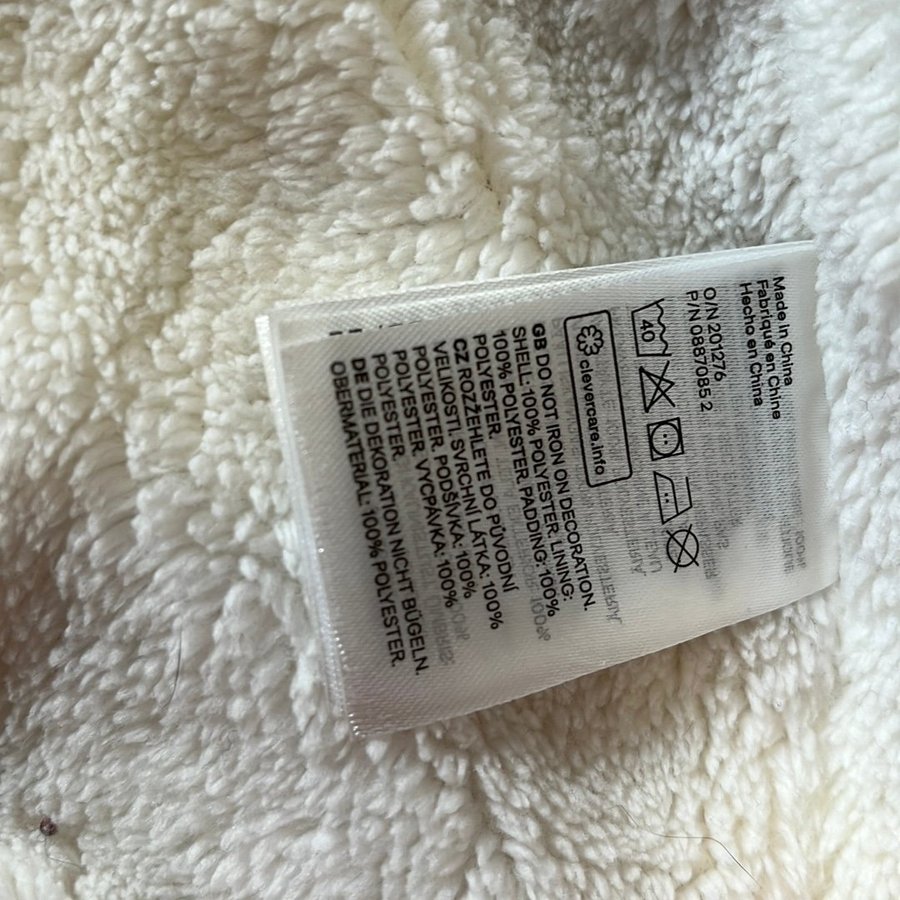 Made in China
Fabriqué en Chine
Hecho en China
O/N 201276
P/N 0887085 2
40
clevercare.info
GB DO NOT IRON ON DECORATION.
SHELL: 100% POLYESTER. LINING:
100% POLYESTER. PADDING: 100%
POLYESTER.
CZ ROZŽEHLETE DO PŮVODNÍ
VELIKOSTI. SVRCHNÍ LÁTKA: 100%
POLYESTER. PODŠÍVKA: 100%
POLYESTER. VYCPÁVKA: 100%
POLYESTER.
DE DIE DEKORATION NICHT BÜGELN.
OBERMATERIAL: 100% POLYESTER.